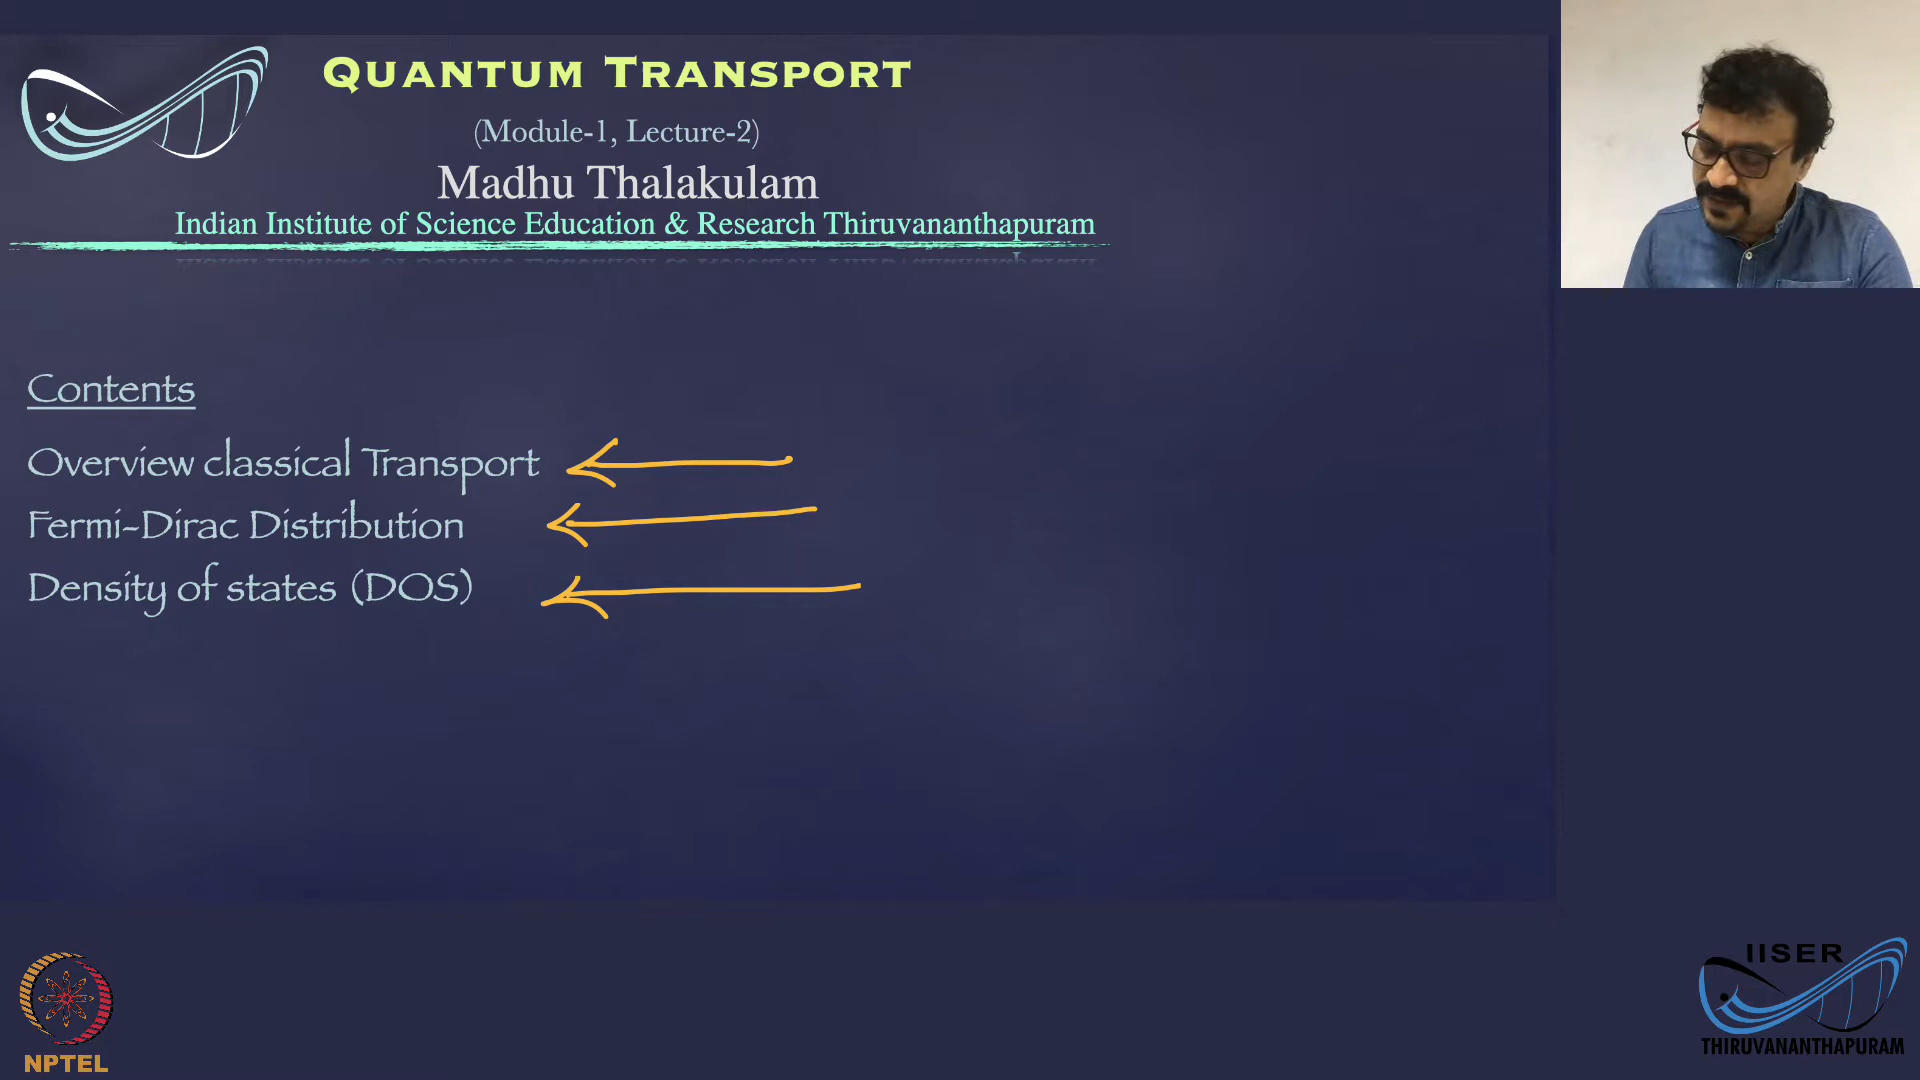 QUANTUM TRANSPORT
(Module-1, Lecture-2)
Madhu Thalakulam
Indian Institute of Science Education & Research Thiruvananthapuram
Contents
Overview classical Transport
Fermi-Dirac Distribution
Density of states (DOS)
NPTEL
IISER
THIRUVANANTHAPURAM